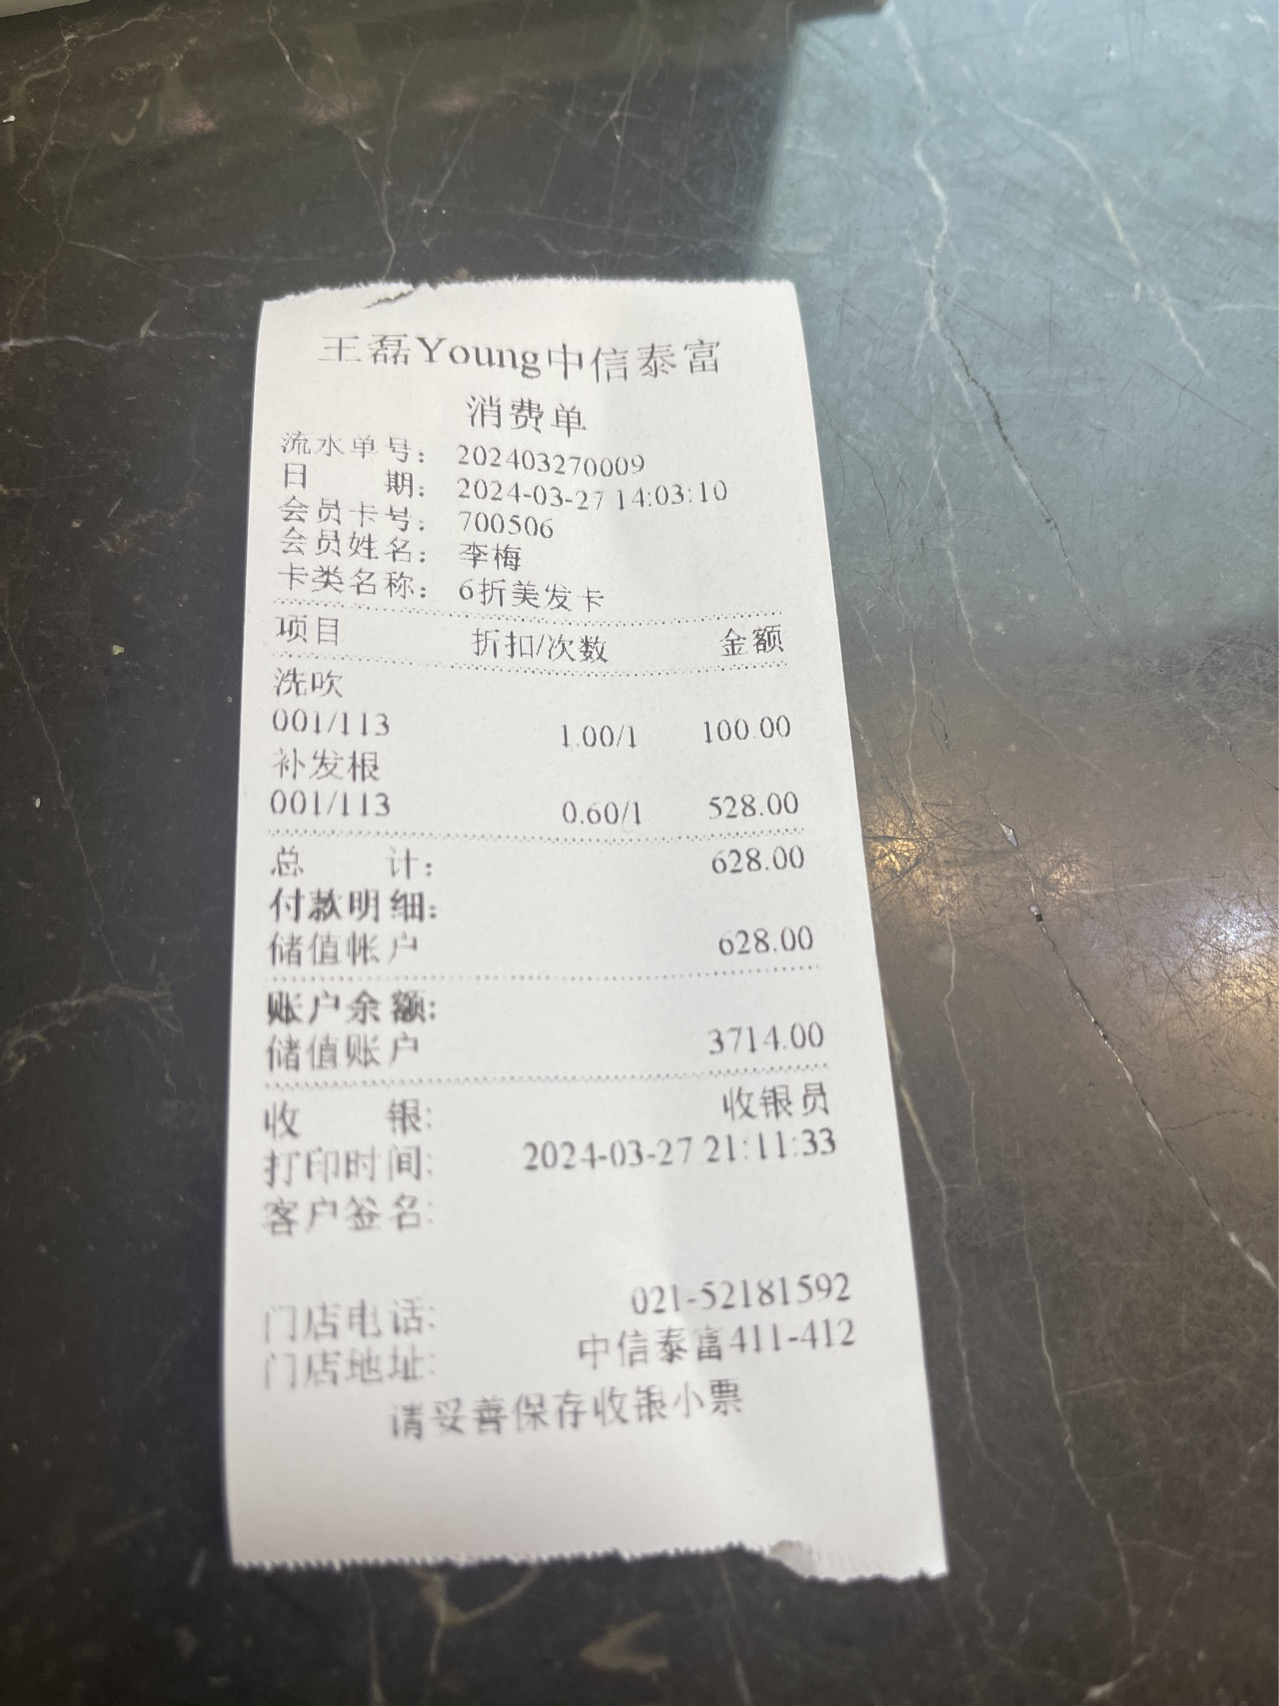 王磊Young中信泰富
消费单
流水单号： 202403270009
日 期： 2024-03-27 14:03:10
会员卡号： 700506
会员姓名： 李梅
卡类名称： 6折美发卡
项目 折扣/次数 金额
洗吹
001/113 1.00/1 100.00
补发根
001/113 0.60/1 528.00
总 计： 628.00
付款明细：
储值帐户 628.00
账户余额：
储值账户 3714.00
收 银： 收银员
打印时间： 2024-03-27 21:11:33
客户签名：
门店电话： 021-52181592
门店地址： 中信泰富411-412
请妥善保存收银小票